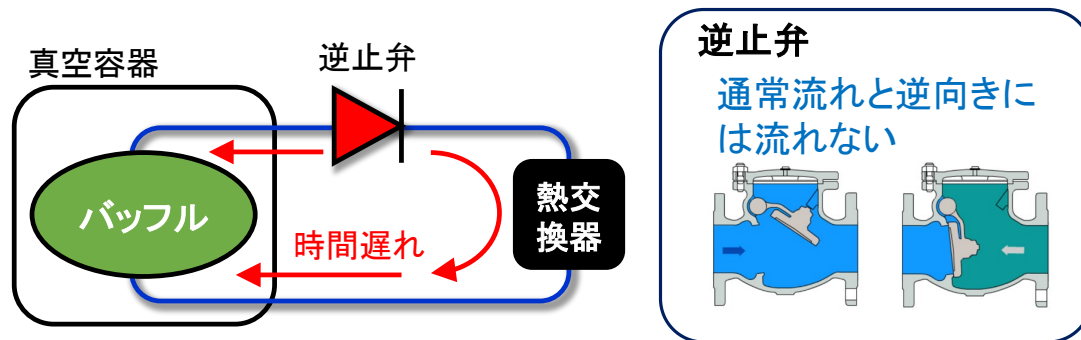 真空容器
逆止弁
バッフル
時間遅れ
熱交
換器
逆止弁
通常流れと逆向きに
は流れない